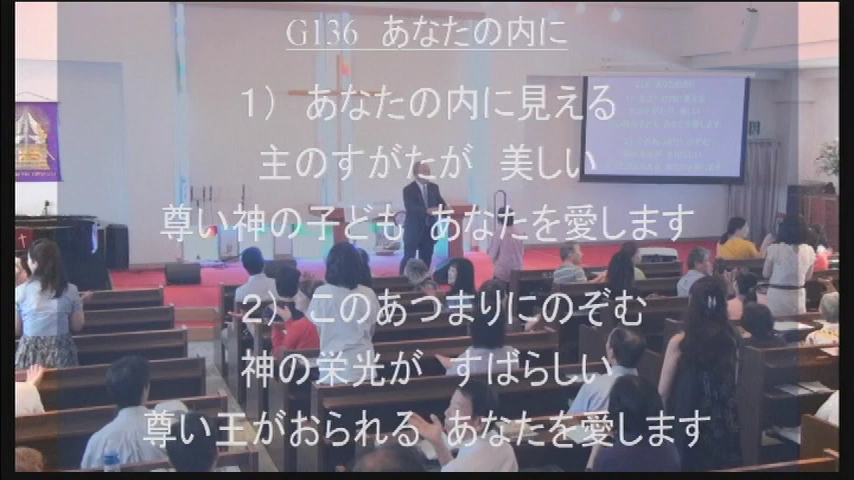 G136 あなたの内に
1） あなたの内に見える
主のすがたが 美しい
尊い神の子ども あなたを愛します
2） このあつまりにのぞむ
神の栄光が すばらしい
尊い王がおられる あなたを愛します